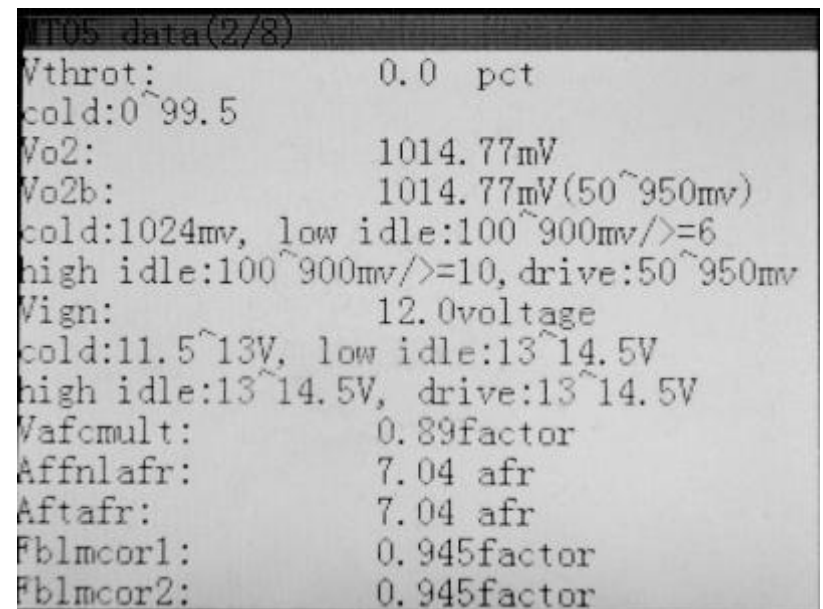 MT05 data(2/8)
Vthrot: 0.0 pct
cold:0~99.5
Vo2: 1014.77mV
Vo2b: 1014.77mV(50~950mv)
cold:1024mv, low idle:100~900mv/>=6
high idle:100~900mv/>=10,drive:50~950mv
Vign: 12.0voltage
cold:11.5~13V, low idle:13~14.5V
high idle:13~14.5V, drive:13~14.5V
Vafcmult: 0.89factor
Affnlafr: 7.04 afr
Aftafr: 7.04 afr
Fblmcor1: 0.945factor
Fblmcor2: 0.945factor